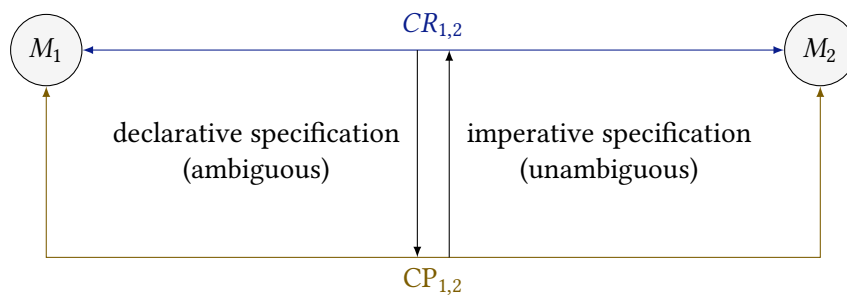 CR1,2
M1
M2
declarative specification
(ambiguous)
imperative specification
(unambiguous)
CP1,2